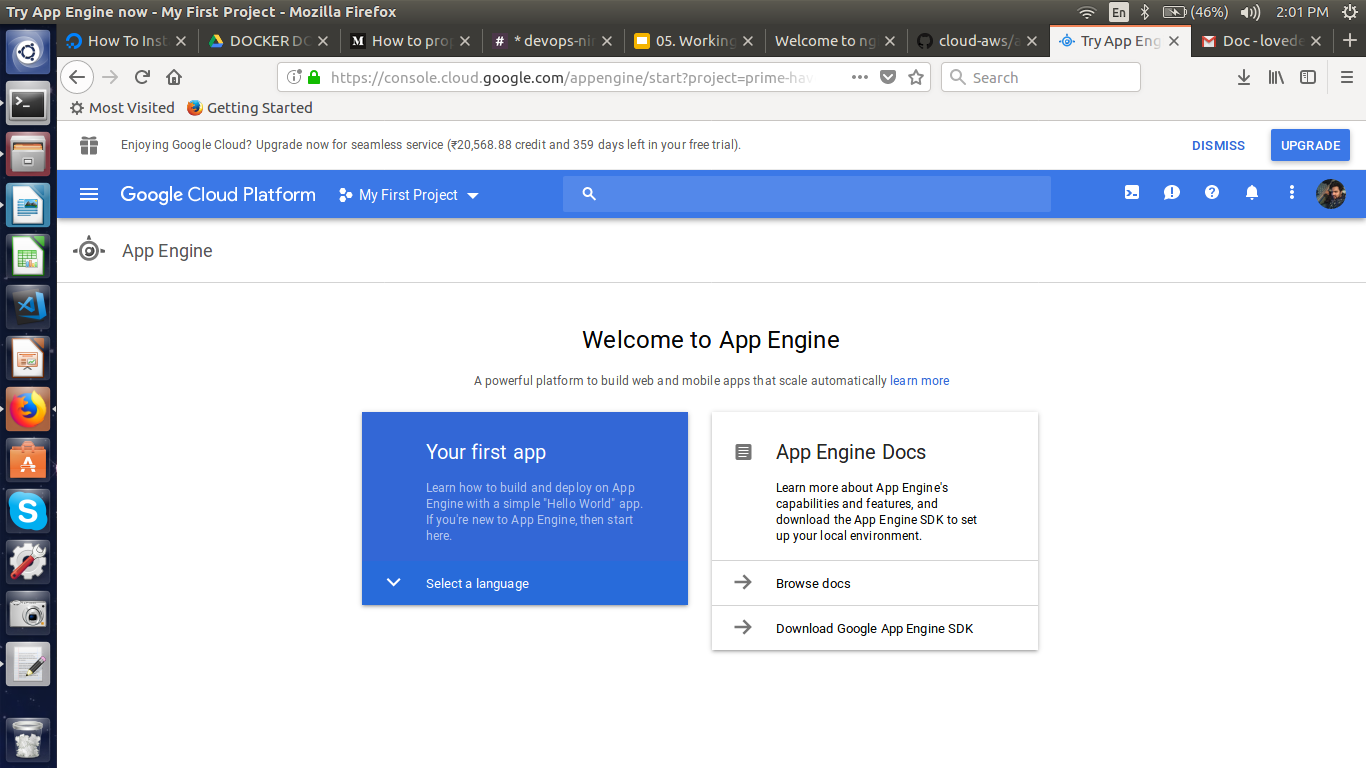 Try App Engine now - My First Project - Mozilla Firefox
En (46%) 2:01 PM
How To Inst
DOCKER DO
How to prop
* devops-nin
05. Working
Welcome to ng
cloud-aws/a
Try App Eng
Doc - lovede
https://console.cloud.google.com/appengine/start?project=prime-hav
Search
Most Visited
Getting Started
Enjoying Google Cloud? Upgrade now for seamless service (₹20,568.88 credit and 359 days left in your free trial).
DISMISS
UPGRADE
Google Cloud Platform
My First Project
App Engine
Welcome to App Engine
A powerful platform to build web and mobile apps that scale automatically learn more
Your first app
Learn how to build and deploy on App
Engine with a simple "Hello World" app.
If you're new to App Engine, then start
here.
Select a language
App Engine Docs
Learn more about App Engine's
capabilities and features, and
download the App Engine SDK to set
up your local environment.
Browse docs
Download Google App Engine SDK